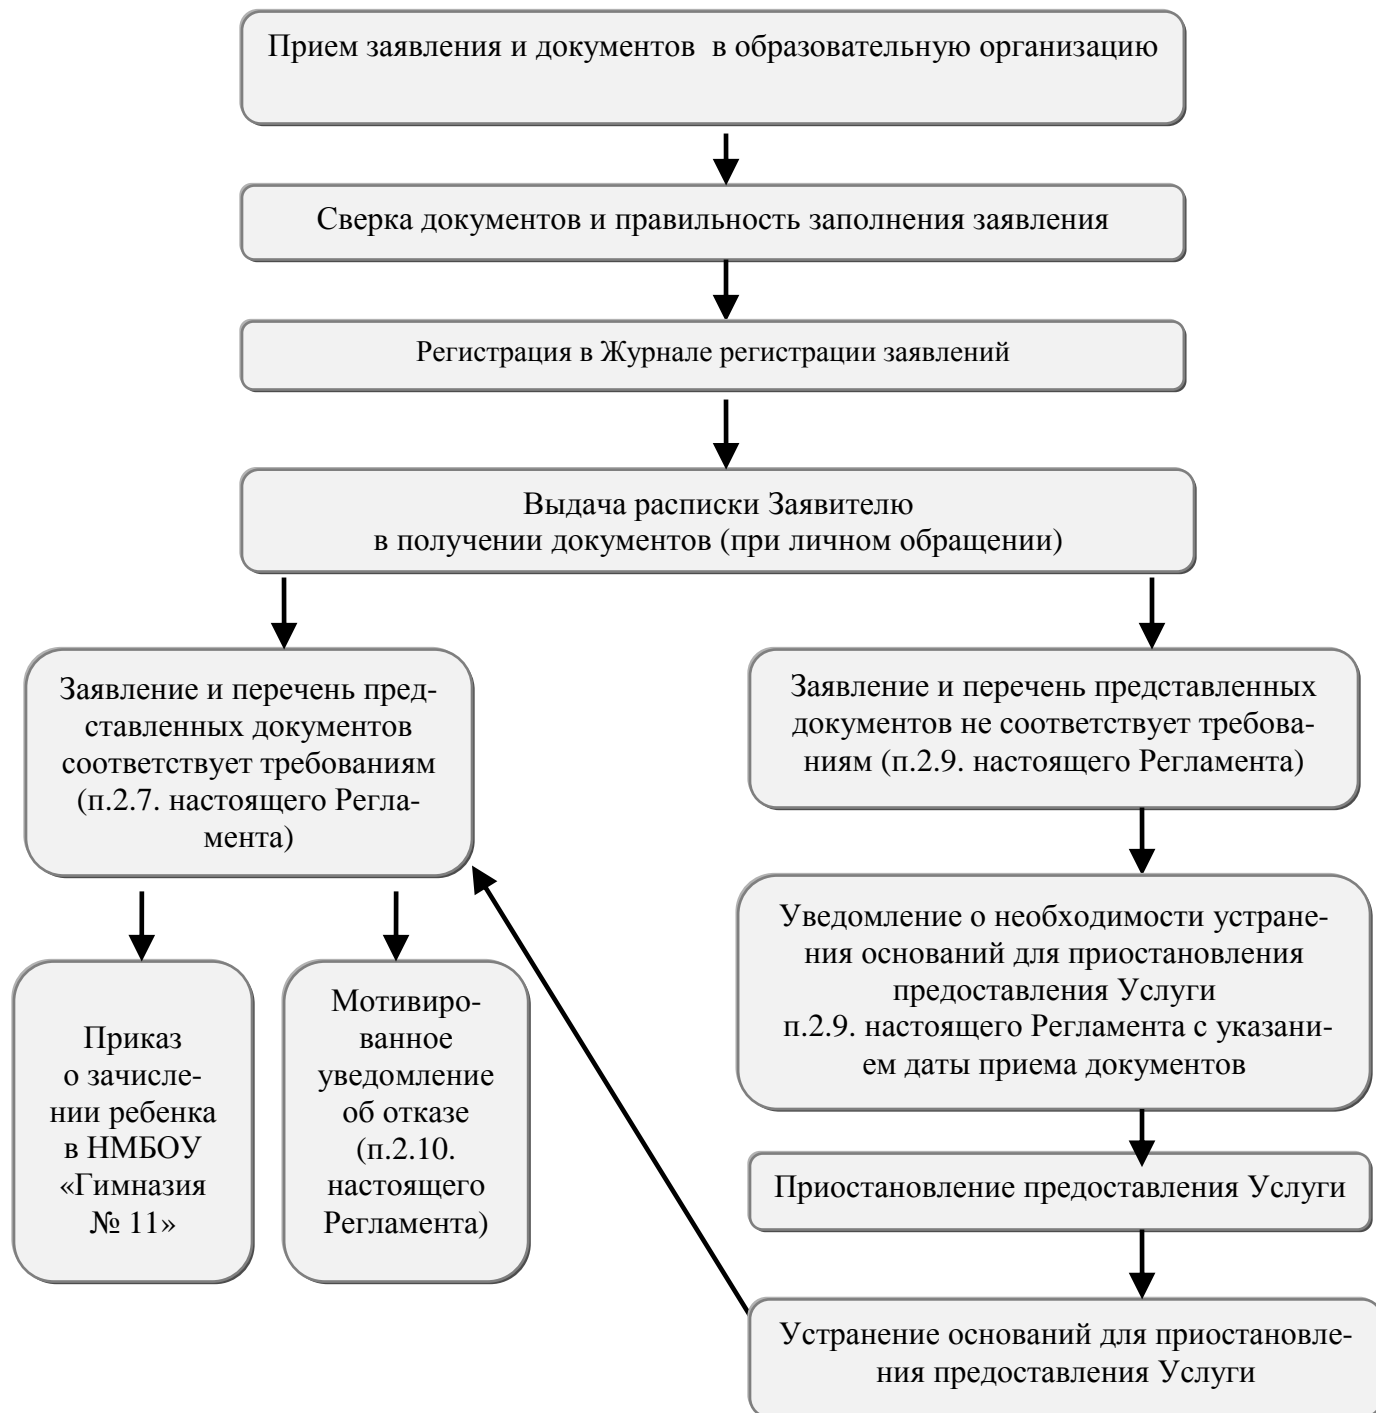 Прием заявления и документов  в образовательную организацию
Сверка документов и правильность заполнения заявления
Регистрация в Журнале регистрации заявлений
Выдача расписки Заявителю
в получении документов (при личном обращении)
Заявление и перечень пред-
ставленных документов
соответствует требованиям
(п.2.7. настоящего Регла-
мента)
Заявление и перечень представленных
документов не соответствует требова-
ниям (п.2.9. настоящего Регламента)
Уведомление о необходимости устране-
ния оснований для приостановления
предоставления Услуги
п.2.9. настоящего Регламента с указани-
ем даты приема документов
Приказ
о зачисле-
нии ребенка
в НМБОУ
«Гимназия
№ 11»
Мотивиро-
ванное
уведомление
об отказе
(п.2.10.
настоящего
Регламента)
Приостановление предоставления Услуги
Устранение оснований для приостановле-
ния предоставления Услуги